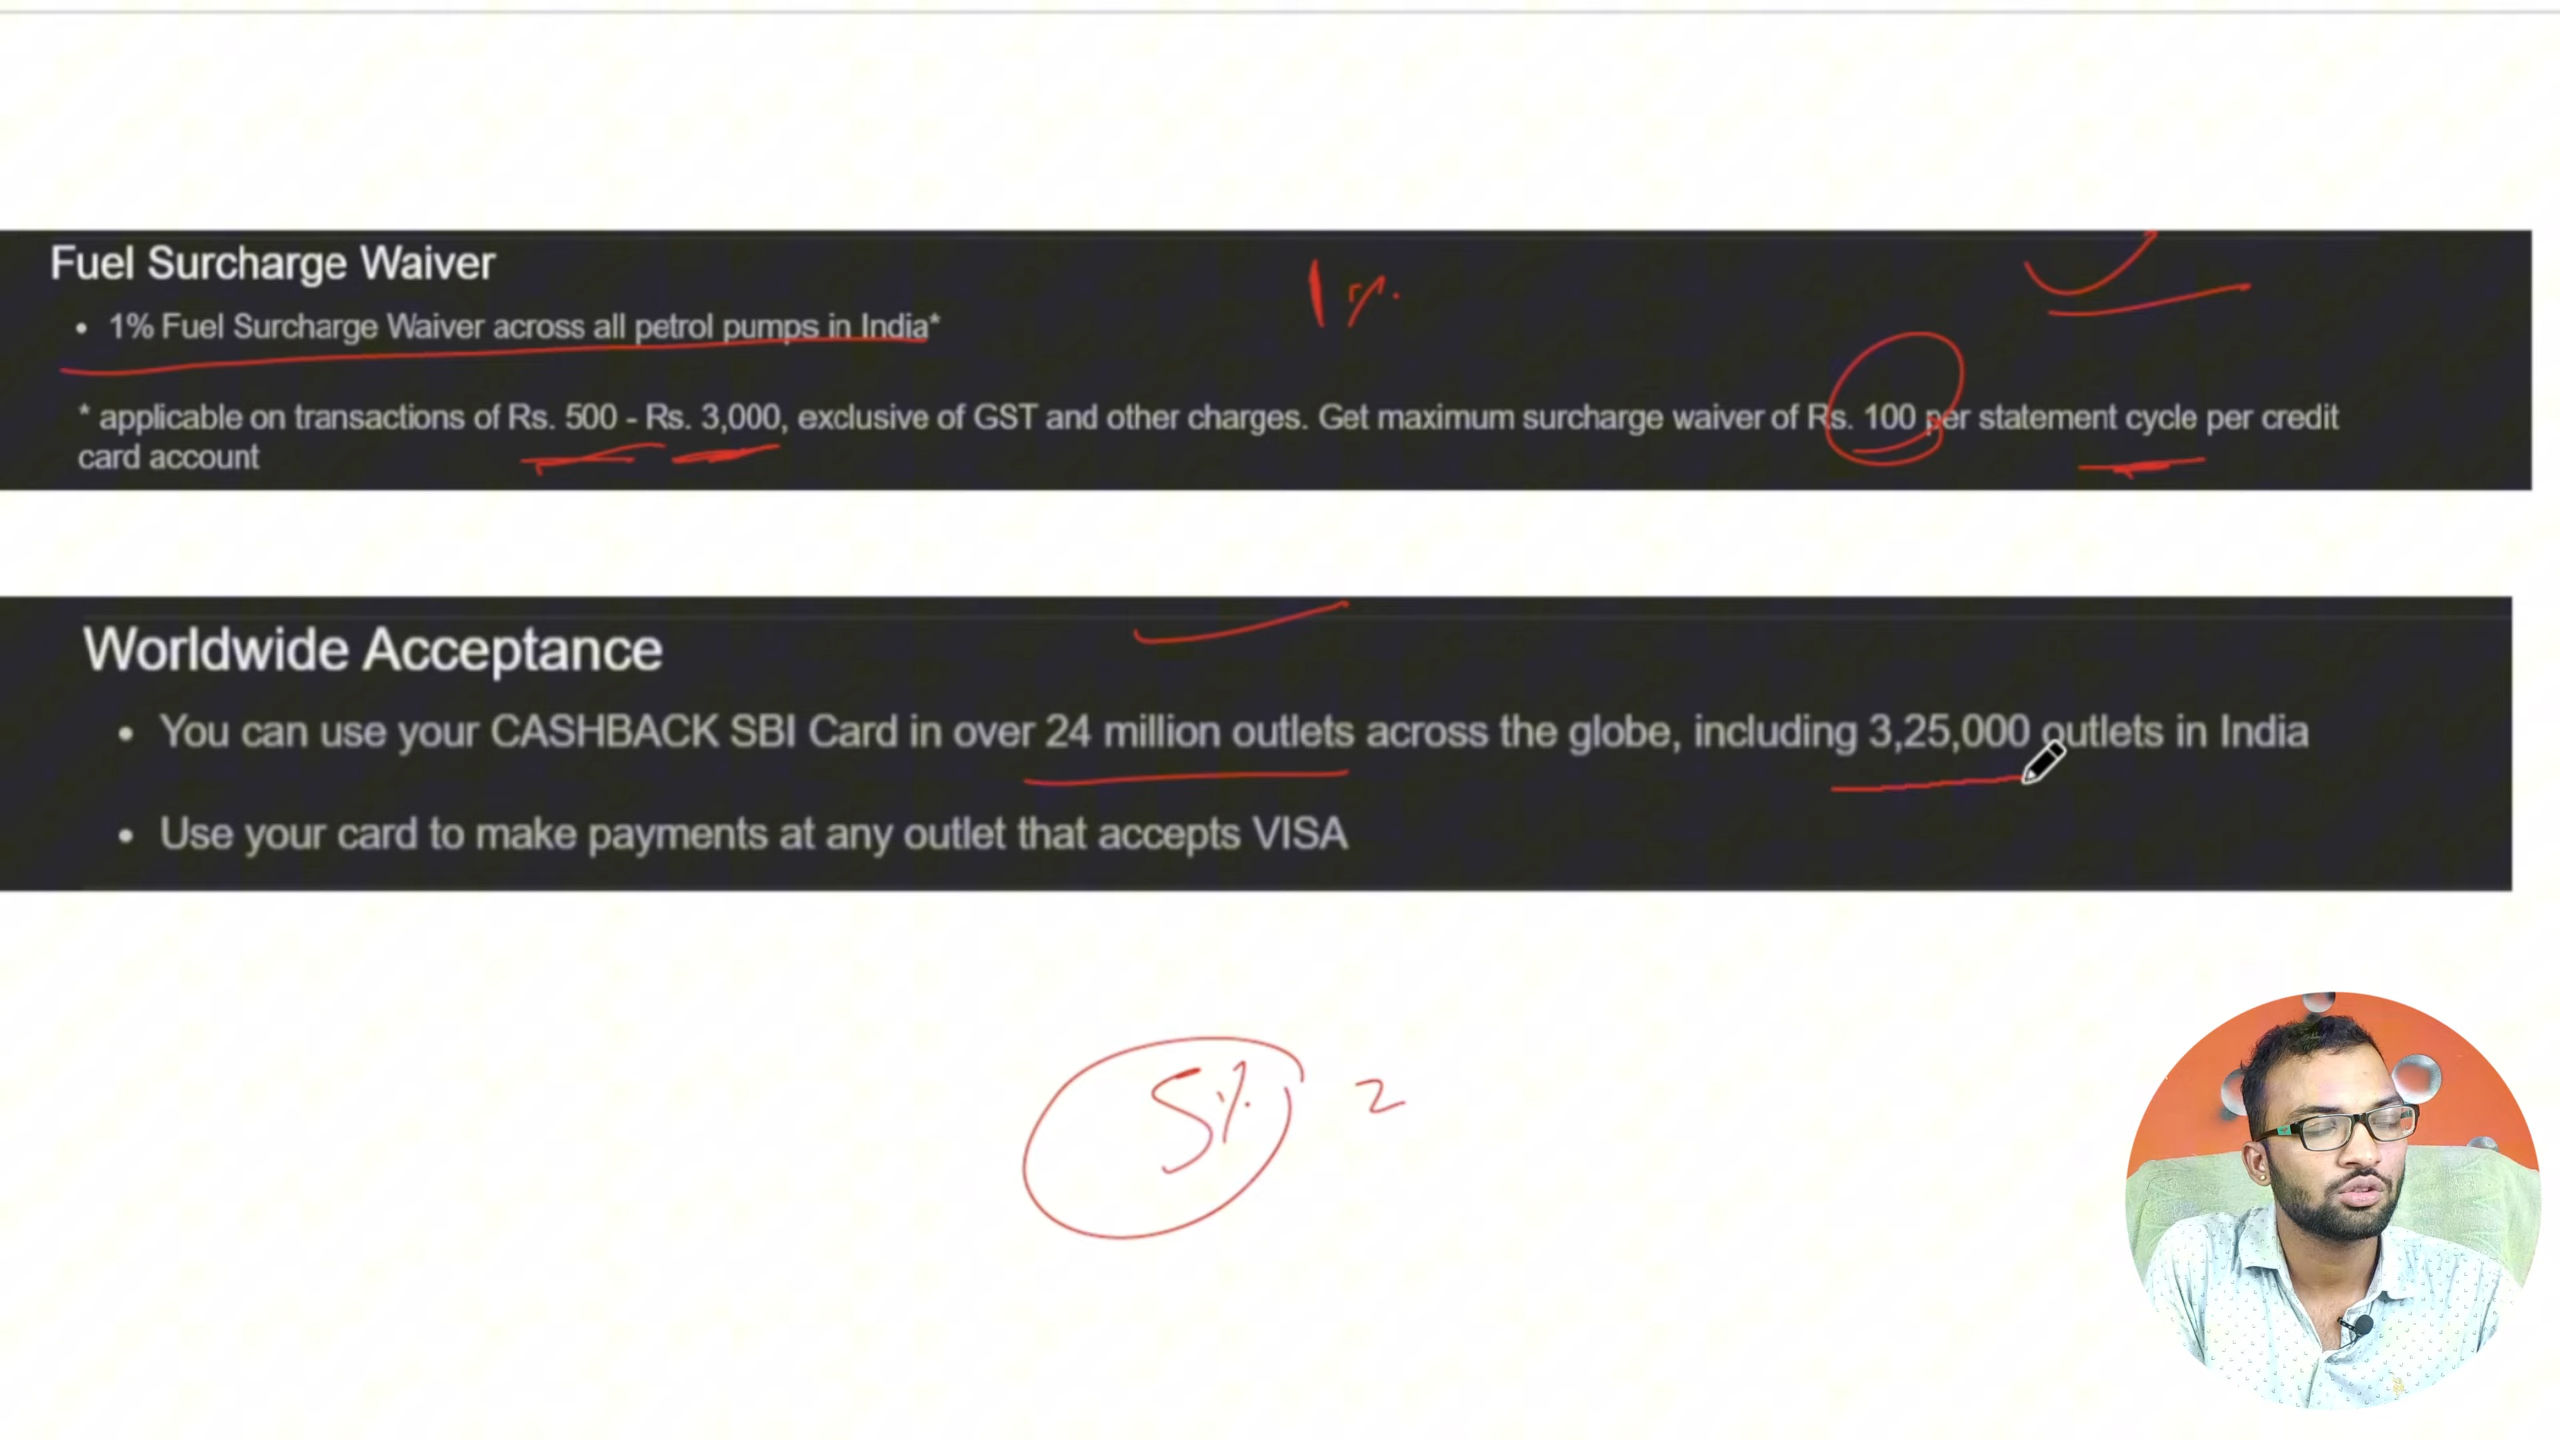 Fuel Surcharge Waiver
• 1% Fuel Surcharge Waiver across all petrol pumps in India*
1%
* applicable on transactions of Rs. 500 - Rs. 3,000, exclusive of GST and other charges. Get maximum surcharge waiver of Rs. 100 per statement cycle per credit
card account
Worldwide Acceptance
• You can use your CASHBACK SBI Card in over 24 million outlets across the globe, including 3,25,000 outlets in India
• Use your card to make payments at any outlet that accepts VISA
5% 2